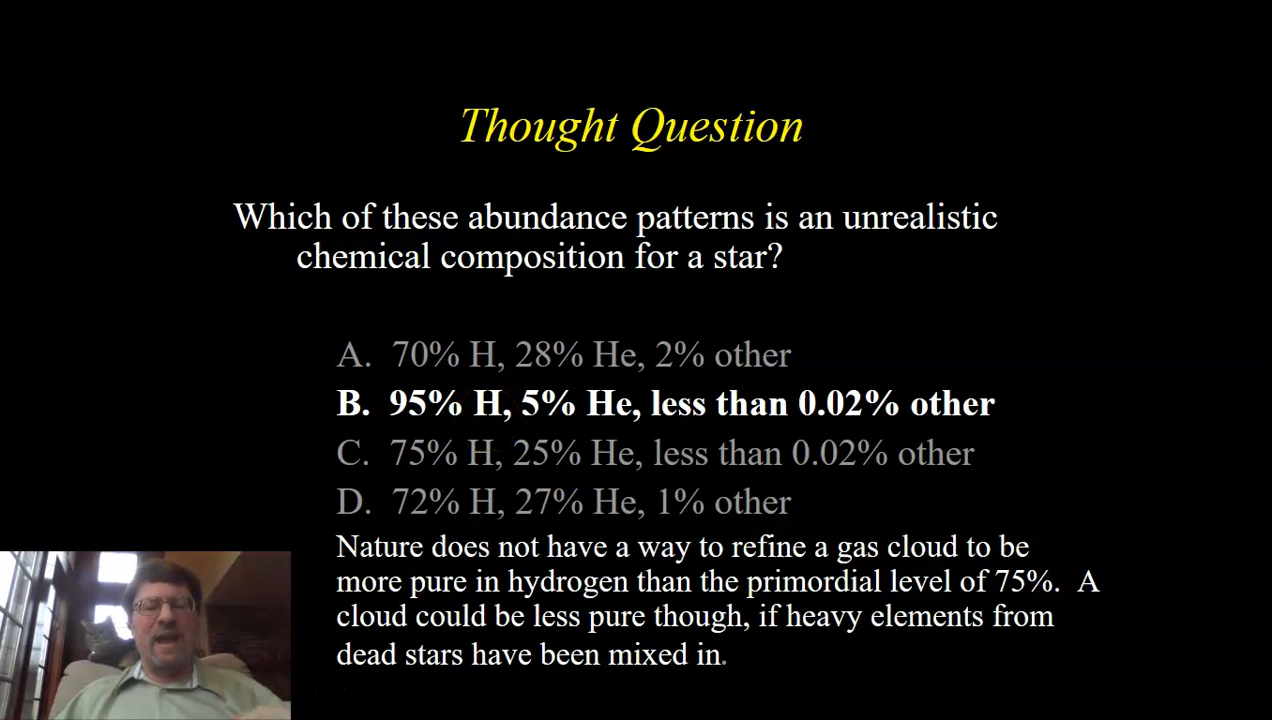 Thought Question
Which of these abundance patterns is an unrealistic
chemical composition for a star?
A. 70% H, 28% He, 2% other
B. 95% H, 5% He, less than 0.02% other
C. 75% H, 25% He, less than 0.02% other
D. 72% H, 27% He, 1% other
Nature does not have a way to refine a gas cloud to be
more pure in hydrogen than the primordial level of 75%. A
cloud could be less pure though, if heavy elements from
dead stars have been mixed in.